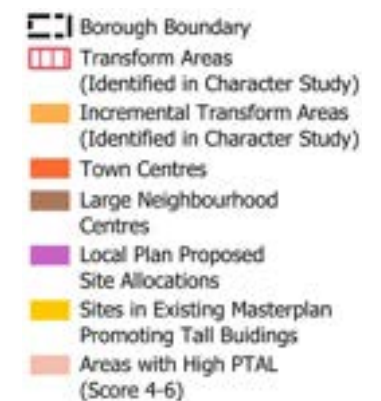 Borough Boundary
Transform Areas
(Identified in Character Study)
Incremental Transform Areas
(Identified in Character Study)
Town Centres
Large Neighbourhood
Centres
Local Plan Proposed
Site Allocations
Sites in Existing Masterplan
Promoting Tall Buidings
Areas with High PTAL
(Score 4-6)